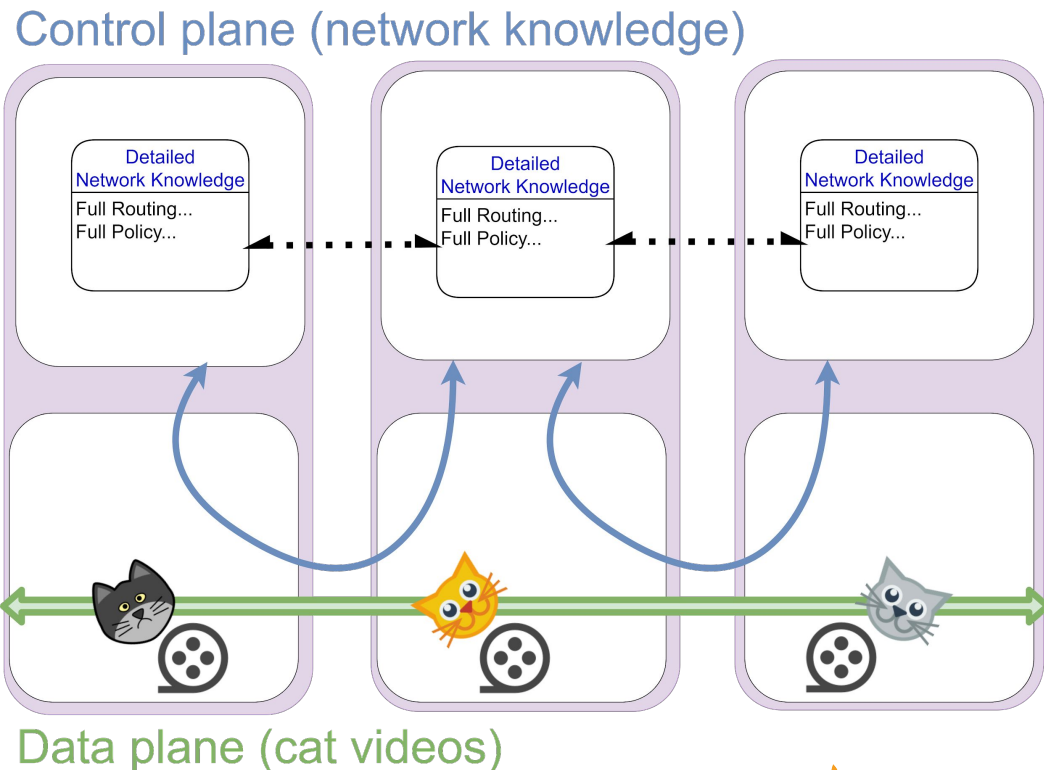 Control plane (network knowledge)
Detailed
Network Knowledge
Full Routing...
Full Policy...
Detailed
Network Knowledge
Full Routing...
Full Policy...
Detailed
Network Knowledge
Full Routing...
Full Policy...
Data plane (cat videos)